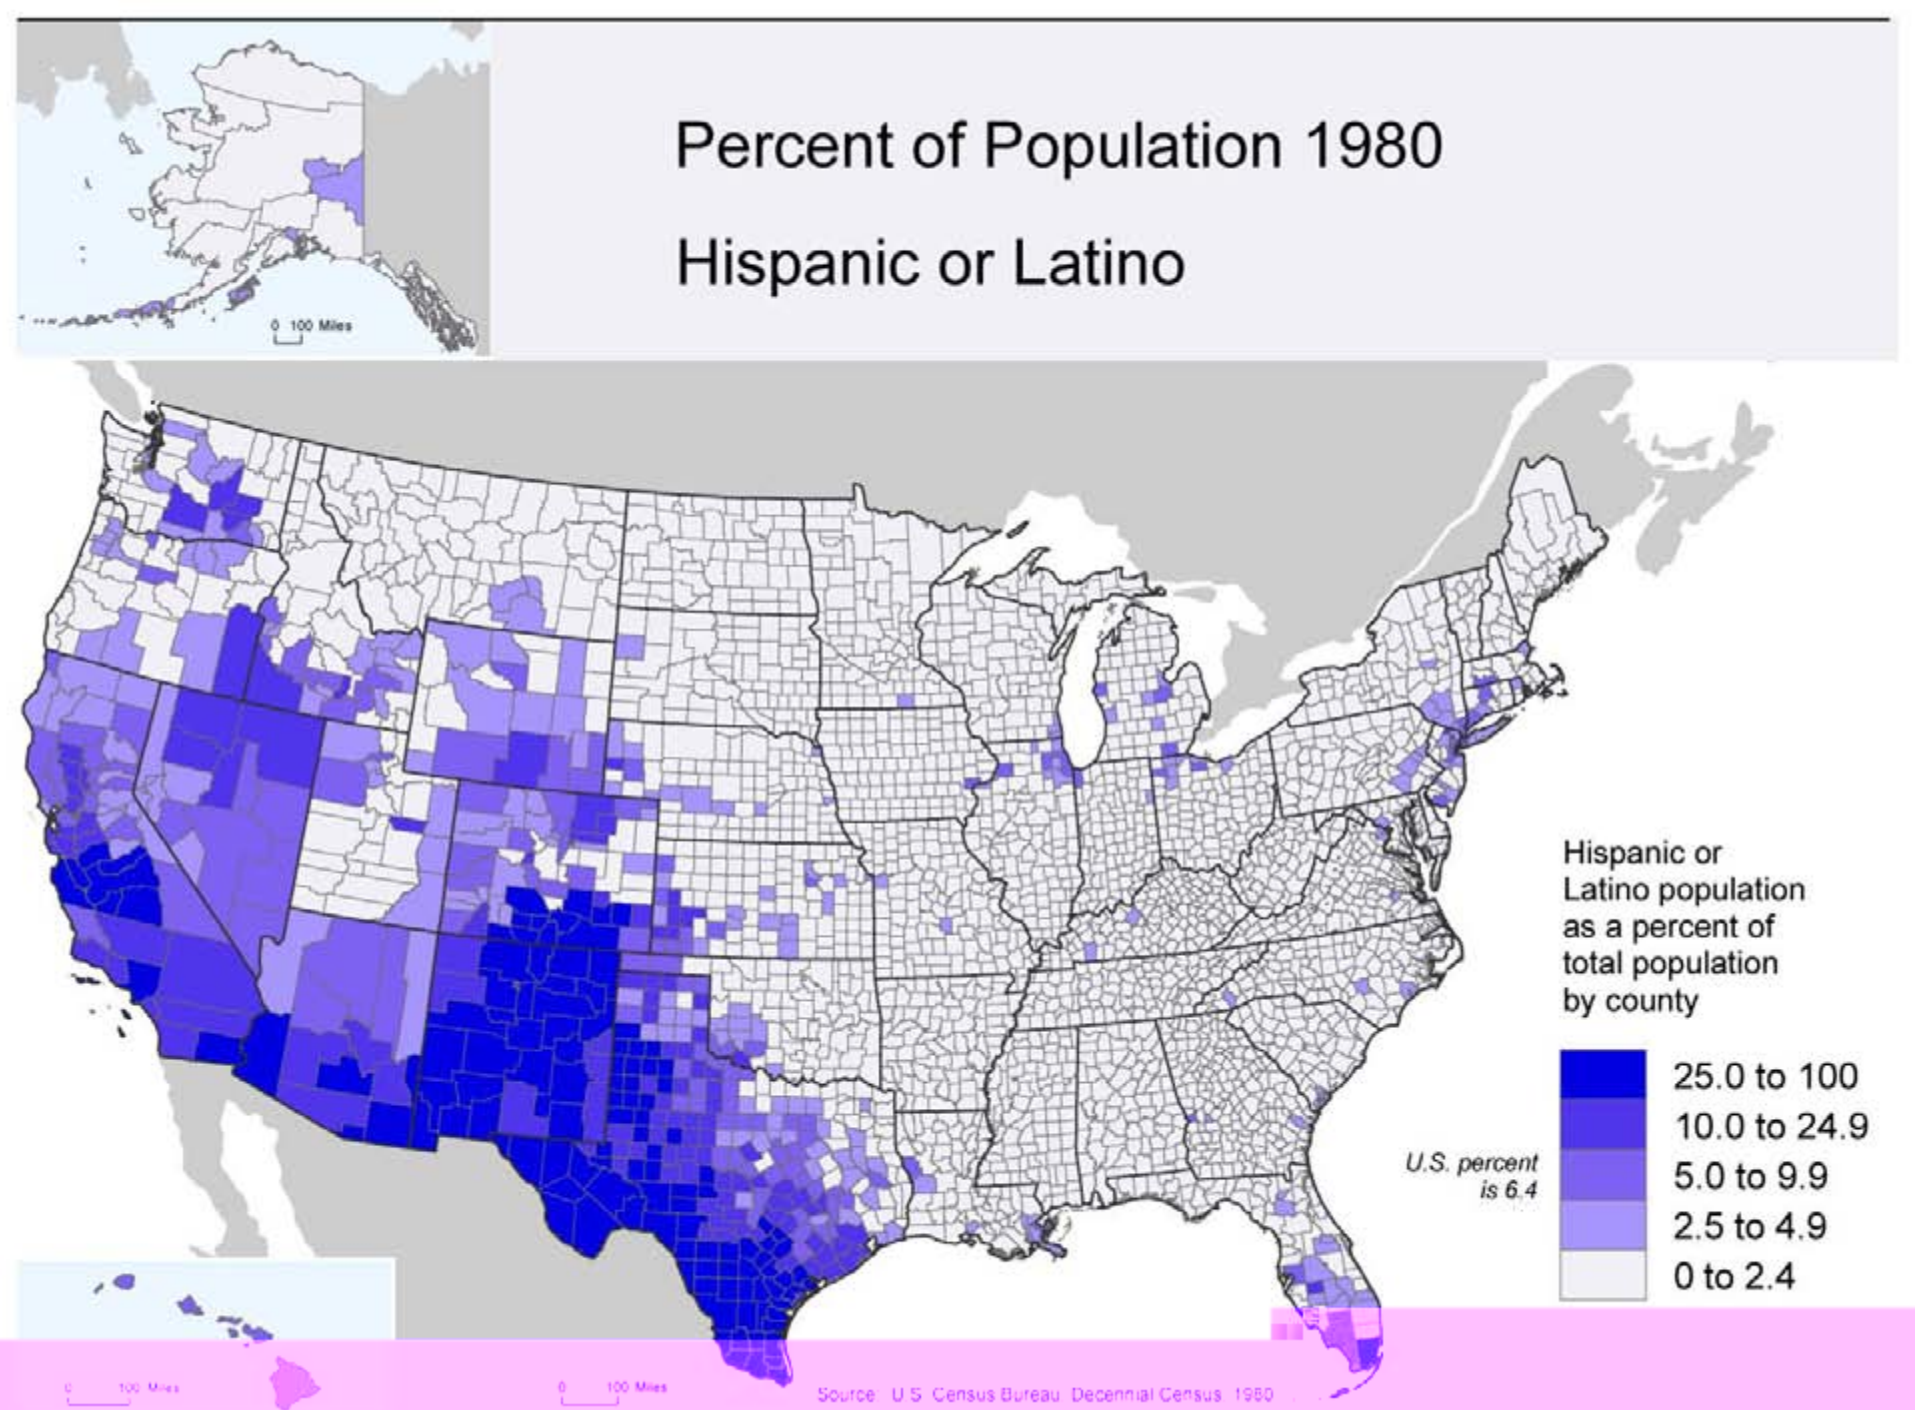 Percent of Population 1980
Hispanic or Latino
0 100 Miles
Hispanic or
Latino population
as a percent of
total population
by county
25.0 to 100
10.0 to 24.9
5.0 to 9.9
2.5 to 4.9
0 to 2.4
U.S. percent
is 6.4
0 100 Miles
0 100 Miles
Source U S Census Bureau Decennial Census 1980